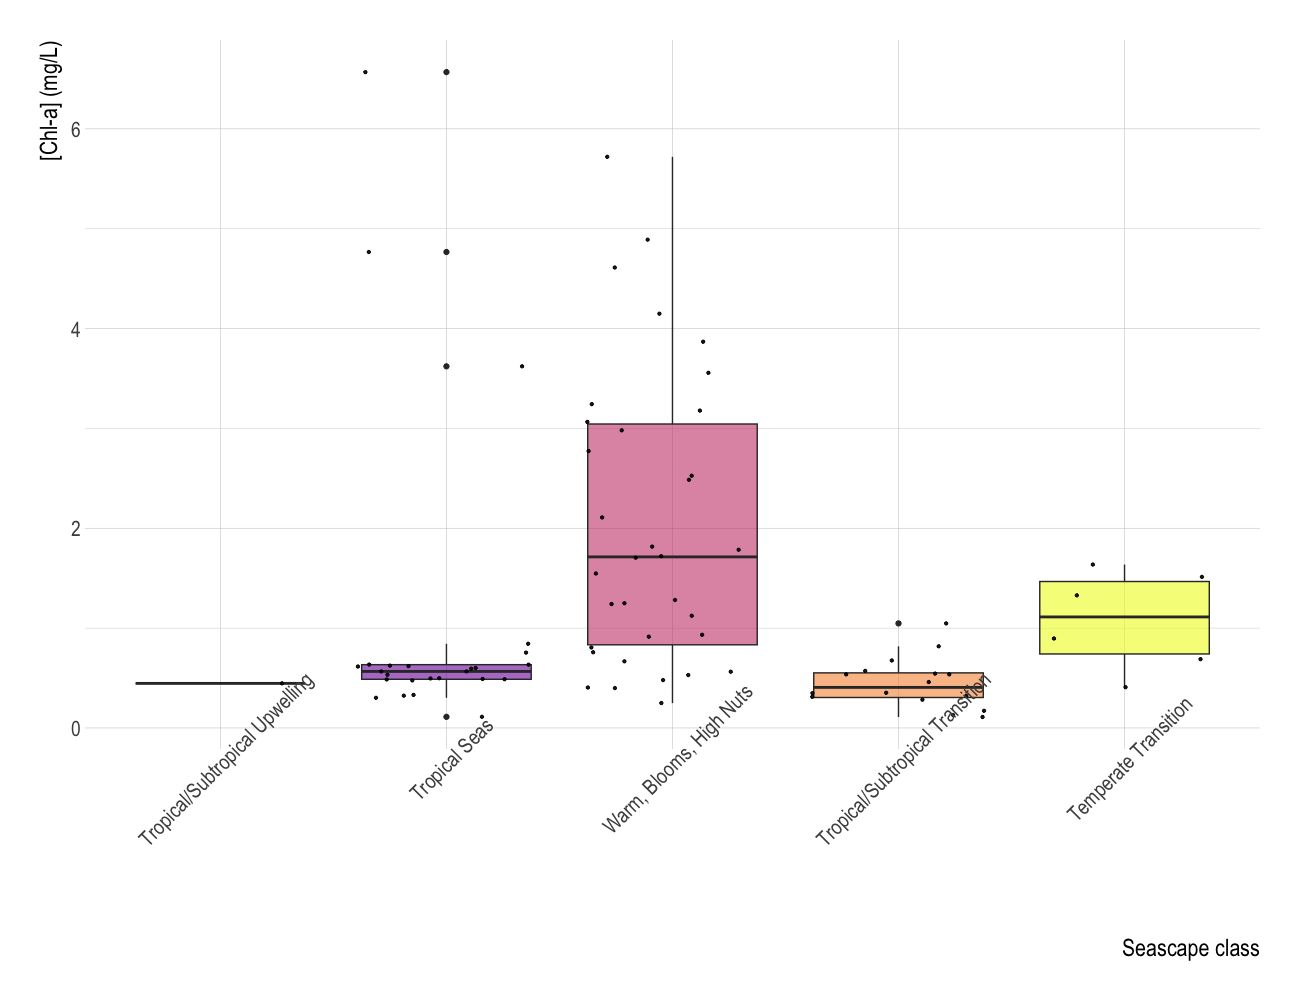 [Chl-a] (mg/L)
6
4
2
0
Tropical/Subtropical Upwelling
Tropical Seas
Warm, Blooms, High Nuts
Tropical//Subtropical Transition
Temperate Transition
Seascape class